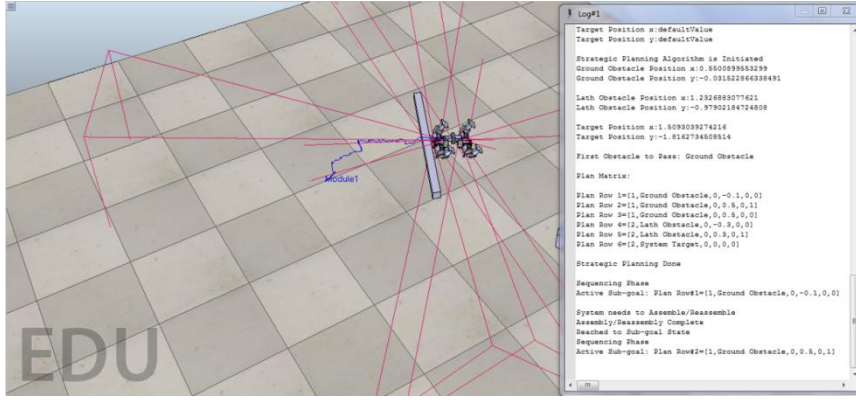 Log#1
Target Position x:defaultValue
Target Position y:defaultValue
Strategic Planning Algorithm is Initiated
Ground Obstacle Position x:0.5500899553299
Ground Obstacle Position y:-0.031522866338491
Lath Obstacle Position x:1.2326883077621
Lath Obstacle Position y:-0.97902184724808
Target Position x:1.5093039274216
Target Position y:-1.8162734508514
First Obstacle to Pass: Ground Obstacle
Plan Matrix:
Plan Row 1=[1,Ground Obstacle,0,-0.1,0,0]
Plan Row 2=[1,Ground Obstacle,0,0.5,0,1]
Plan Row 3=[1,Ground Obstacle,0,0.5,0,0]
Plan Row 4=[2,Lath Obstacle,0,-0.3,0,0]
Plan Row 5=[2,Lath Obstacle,0,0.3,0,1]
Plan Row 6=[2,System Target,0,0,0,0]
Strategic Planning Done
Sequencing Phase
Active Sub-goal: Plan Row#1=[1,Ground Obstacle,0,-0.1,0,0]
System needs to Assemble/Reassemble
Assembly/Reassembly Complete
Reached to Sub-goal State
Sequencing Phase
Active Sub-goal: Plan Row#2=[1,Ground Obstacle,0,0.5,0,1]
Module1
EDU